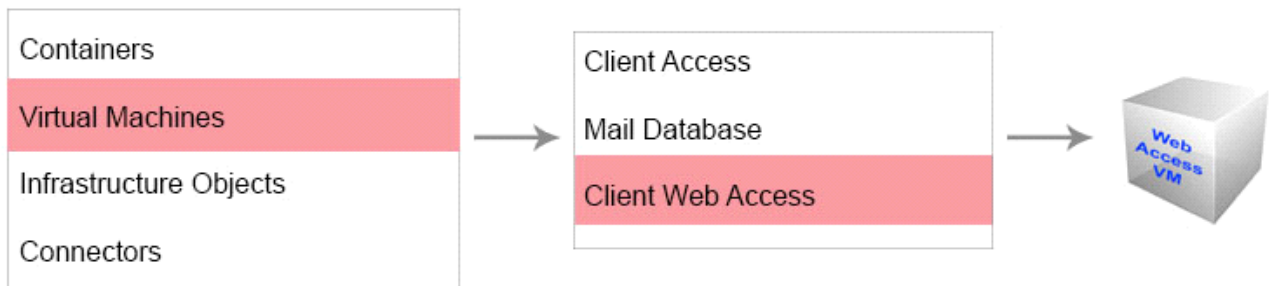 Containers
Virtual Machines
Infrastructure Objects
Connectors
Client Access
Mail Database
Client Web Access
Web
Access
VM